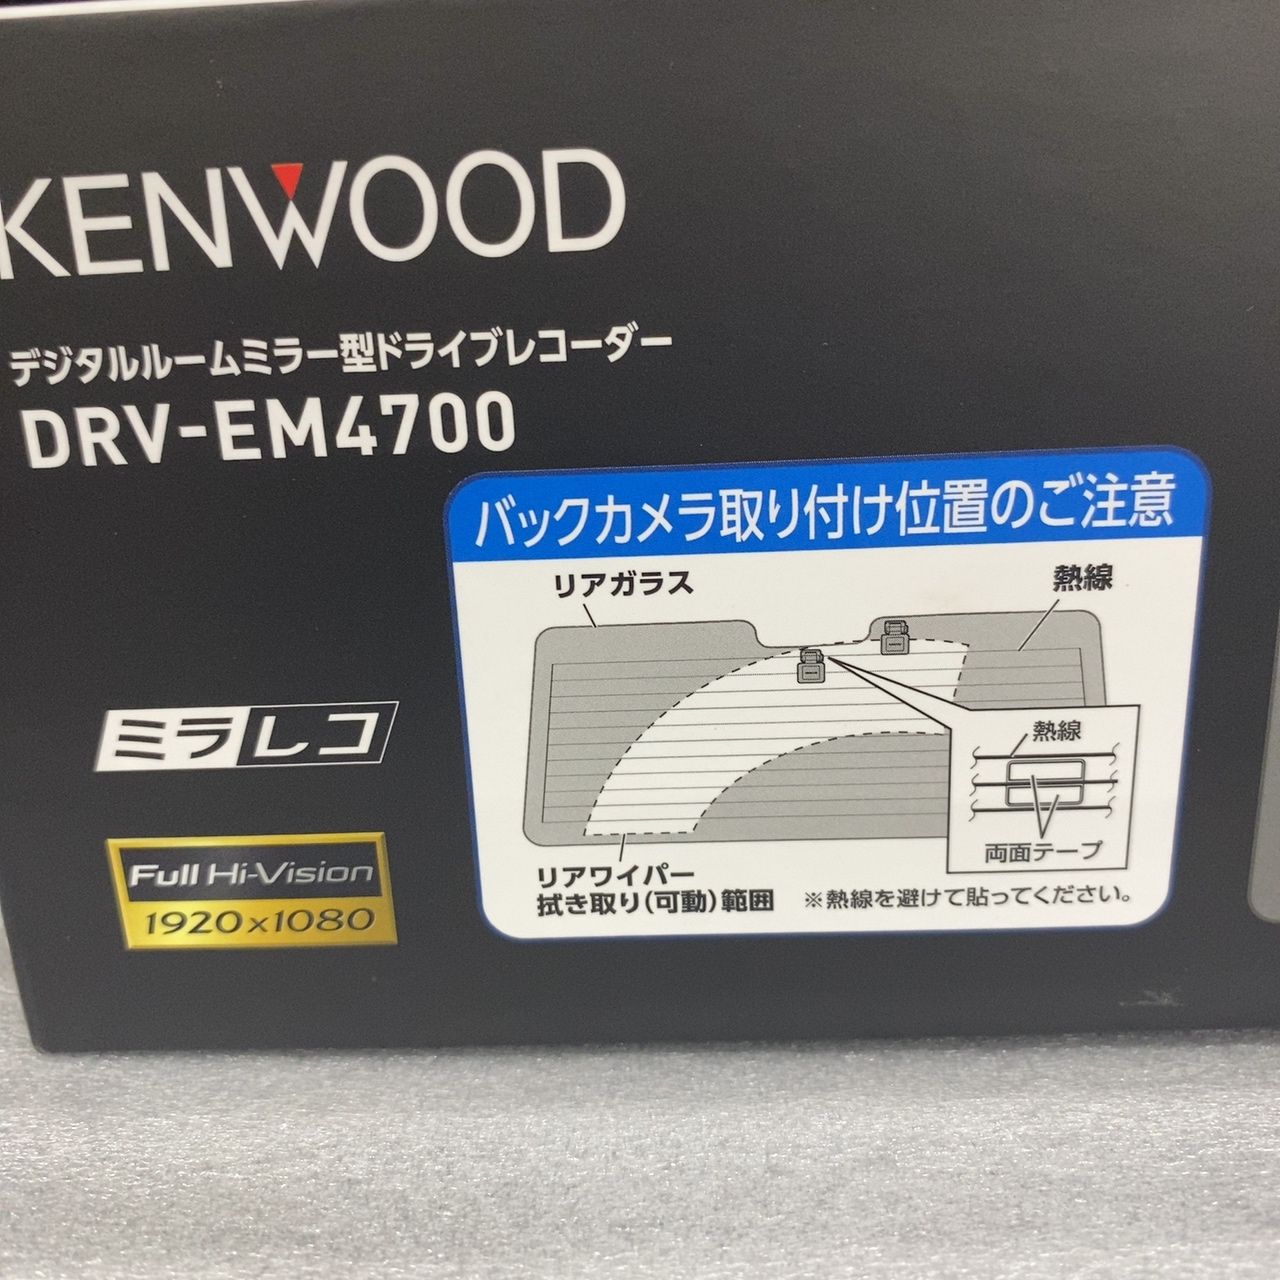 KENWOOD
デジタルルームミラー型ドライブレコーダー
DRV-EM4700
バックカメラ取り付け位置のご注意
リアガラス
熱線
熱線
両面テープ
リアワイパー
拭き取り(可動)範囲
※熱線を避けて貼ってください。
ミラレコ
Full Hi-Vision
1920x1080